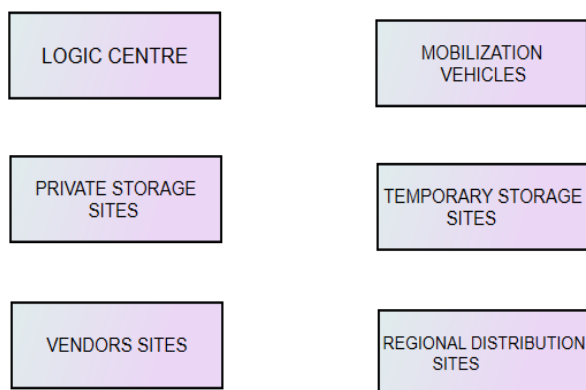 LOGIC CENTRE
MOBILIZATION
VEHICLES
PRIVATE STORAGE
SITES
TEMPORARY STORAGE
SITES
VENDORS SITES
REGIONAL DISTRIBUTION
SITES